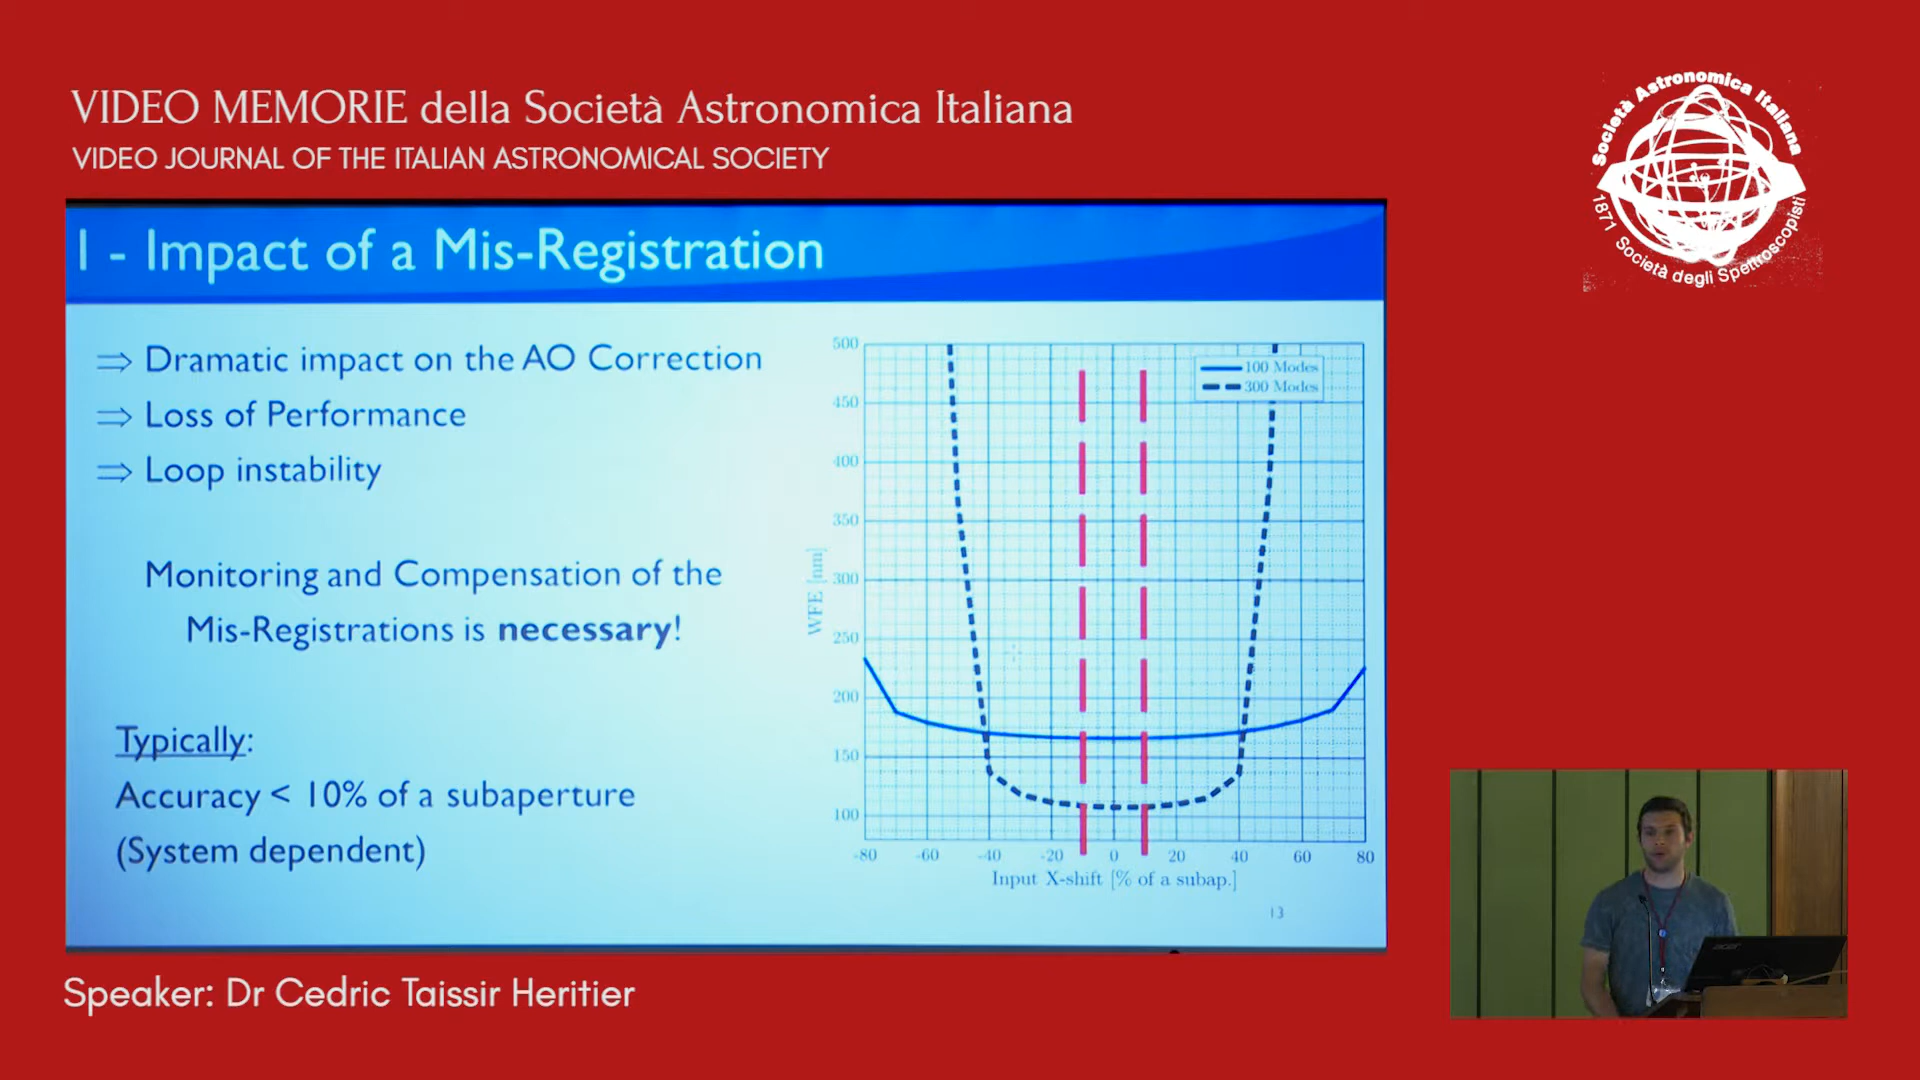 VIDEO MEMORIE della Società Astronomica Italiana
VIDEO JOURNAL OF THE ITALIAN ASTRONOMICAL SOCIETY
Società Astronomica Italiana
1871 Società degli Spettroscopisti
I - Impact of a Mis-Registration
⇒ Dramatic impact on the AO Correction
⇒ Loss of Performance
⇒ Loop instability
Monitoring and Compensation of the
Mis-Registrations is necessary!
Typically:
Accuracy < 10% of a subaperture
(System dependent)
500
450
400
350
300
250
200
150
100
WFE [nm]
100 Modes
300 Modes
-80 -60 -40 -20 0 20 40 60 80
Input X-shift [% of a subap.]
13
acer
Speaker: Dr Cedric Taissir Heritier